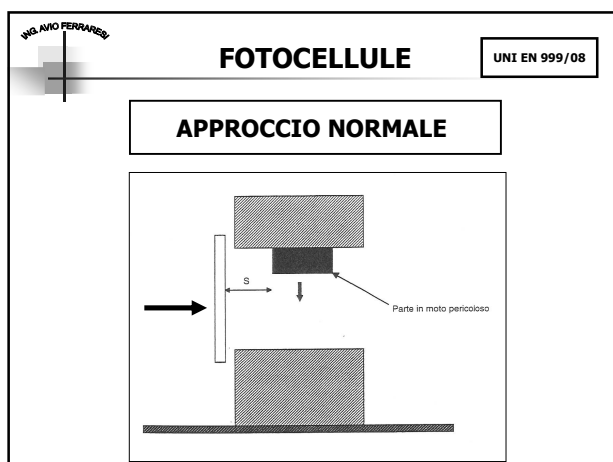 ING. AVIO FERRARESI
FOTOCELLULE
UNI EN 999/08
APPROCCIO NORMALE
S
Parte in moto pericoloso